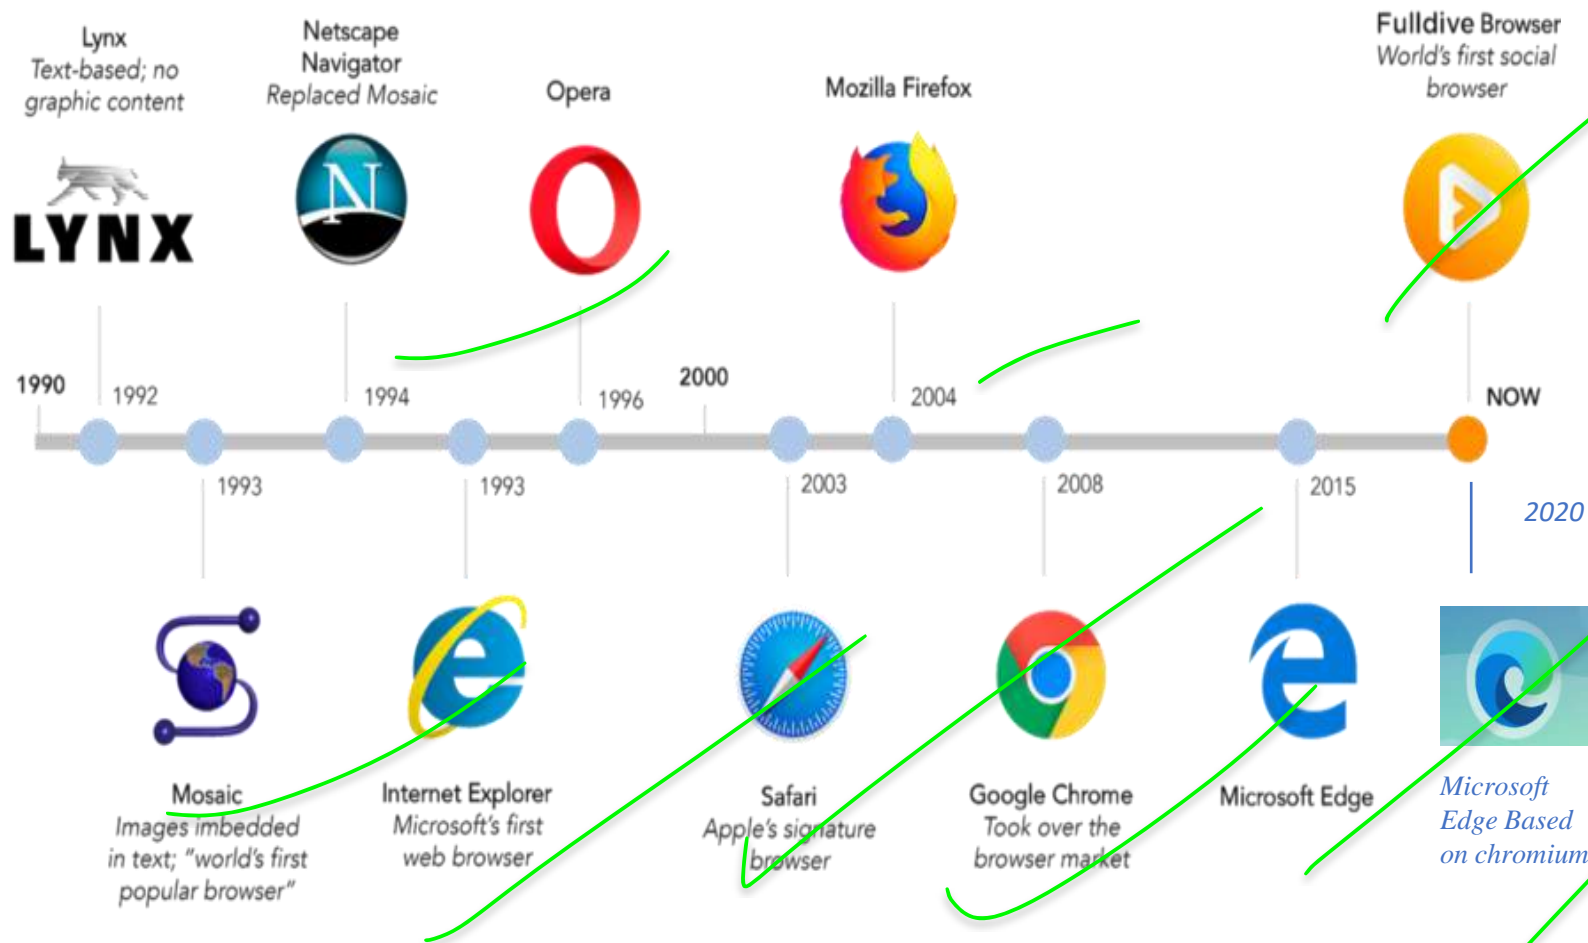 Lynx
Text-based; no
graphic content
LYNX
Netscape
Navigator
Replaced Mosaic
N
Opera
Mozilla Firefox
Fulldive Browser
World's first social
browser
1990
1992
1994
1996
2000
2004
NOW
1993
1993
2003
2008
2015
2020
Mosaic
Images imbedded
in text; "world's first
popular browser"
Internet Explorer
Microsoft's first
web browser
Safari
Apple's signature
browser
Google Chrome
Took over the
browser market
Microsoft Edge
Microsoft
Edge Based
on chromium